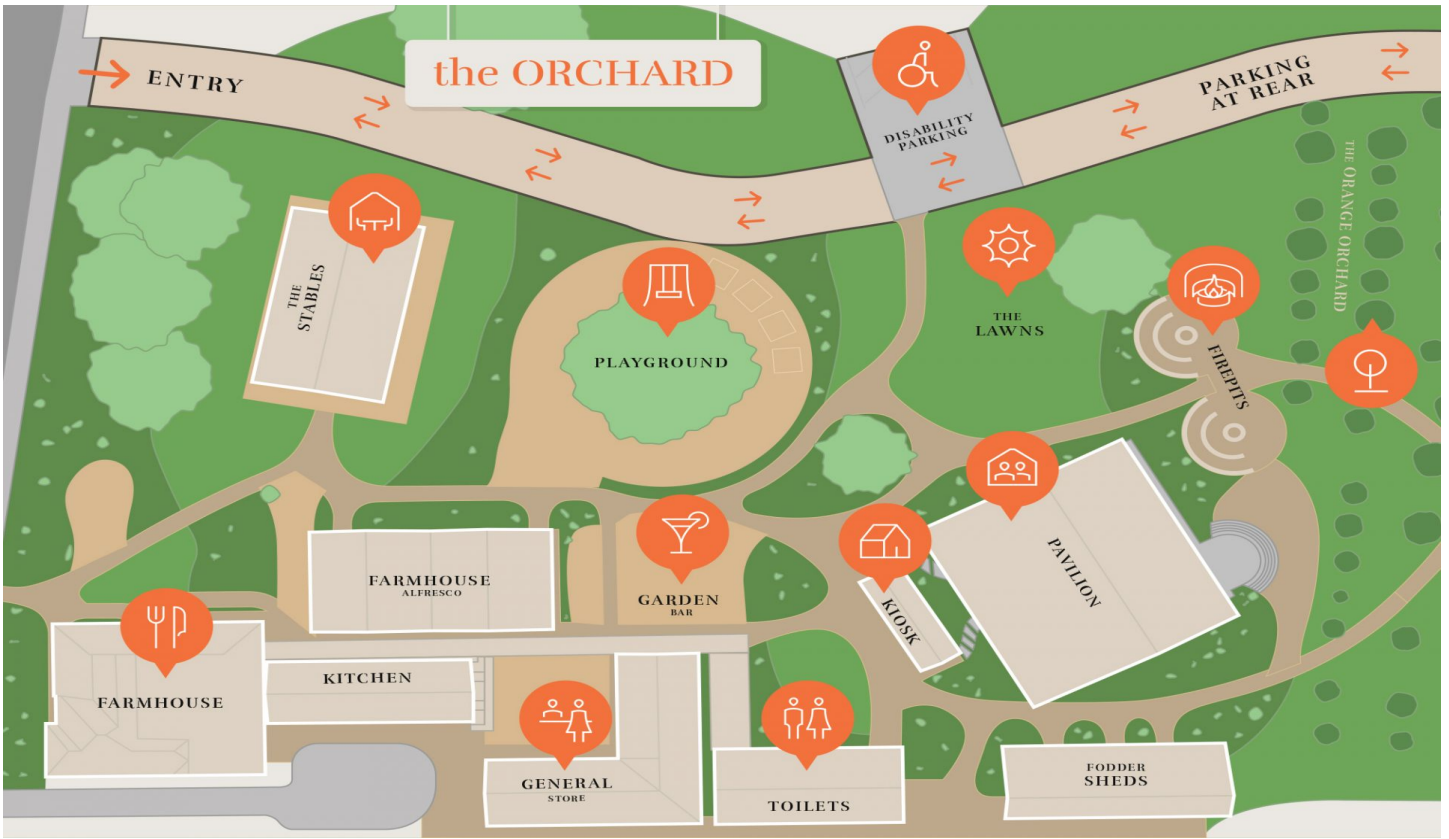 the ORCHARD
ENTRY
DISABILITY
PARKING
PARKING
AT REAR
THE ORANGE ORCHARD
THE
STABLES
PLAYGROUND
THE
LAWNS
FIREPITS
FARMHOUSE
ALFRESCO
GARDEN
BAR
KIOSK
PAVILION
FARMHOUSE
KITCHEN
GENERAL
STORE
TOILETS
FODDER
SHEDS